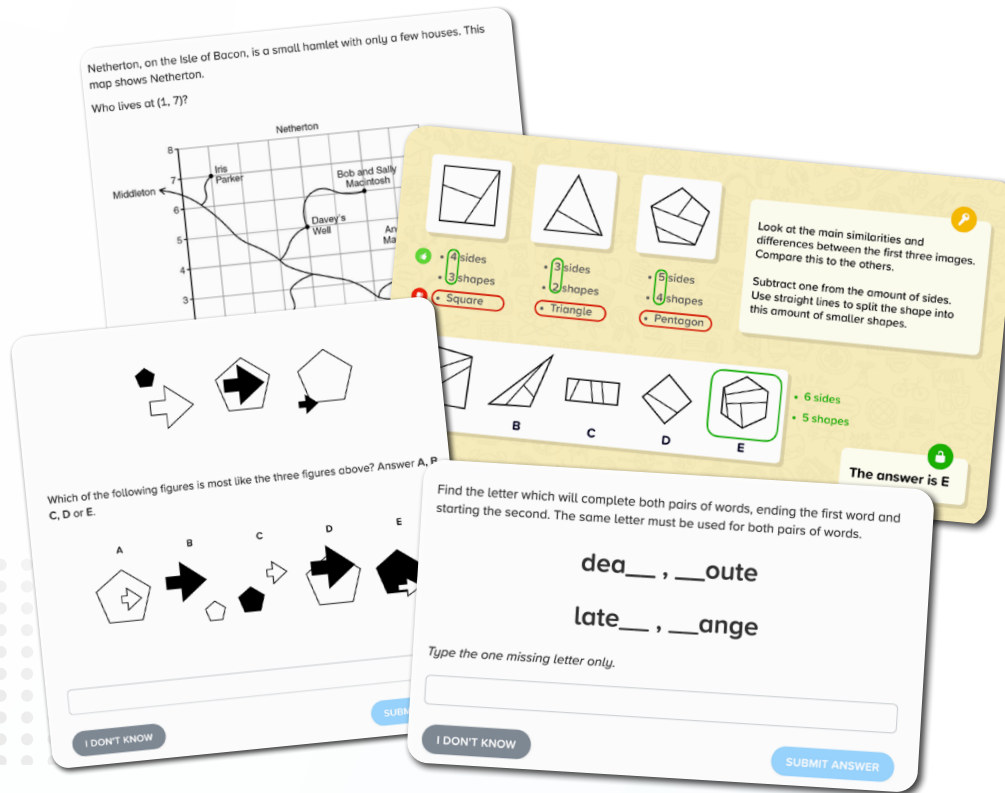 Netherton, on the Isle of Bacon, is a small hamlet with only a few houses. This
map shows Netherton.
Who lives at (1, 7)?
Netherton
8
7
6
5
4
3
Middleton
Iris
Parker
Bob and Sally
Macintosh
Davey's
Well
An
Ma
• 4 sides
• 3 shapes
• Square
• 3 sides
• 2 shapes
• Triangle
• 5 sides
• 4 shapes
• Pentagon
Look at the main similarities and
differences between the first three images.
Compare this to the others.
Subtract one from the amount of sides.
Use straight lines to split the shape into
this amount of smaller shapes.
B
C
D
E
• 6 sides
• 5 shapes
The answer is E
Which of the following figures is most like the three figures above? Answer A, B
C, D or E.
A
B
C
D
E
I DON'T KNOW
SUBM
Find the letter which will complete both pairs of words, ending the first word and
starting the second. The same letter must be used for both pairs of words.
dea__ , __oute
late__ , __ange
Type the one missing letter only.
I DON'T KNOW
SUBMIT ANSWER